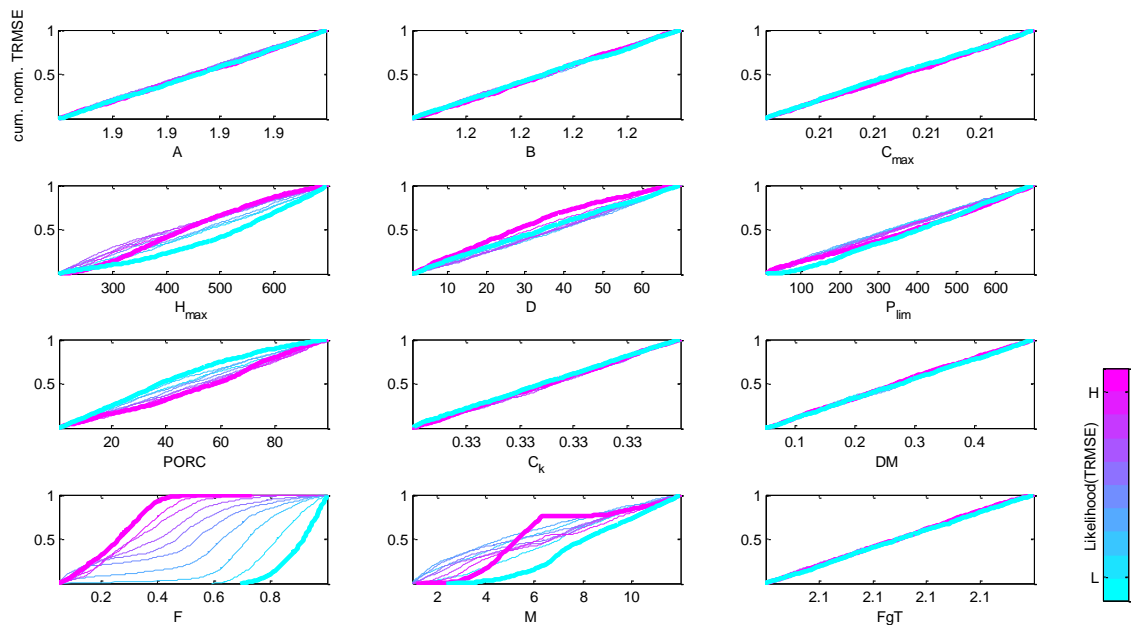 cum. norm. TRMSE
1 1 1
0.5 0.5 0.5
1.9 1.9 1.9 1.9 1.2 1.2 1.2 1.2 0.21 0.21 0.21 0.21
A B Cmax
1 1 1
0.5 0.5 0.5
300 400 500 600 10 20 30 40 50 60 100 200 300 400 500 600
Hmax D Plim
1 1 1
0.5 0.5 0.5
20 40 60 80 0.33 0.33 0.33 0.33 0.1 0.2 0.3 0.4
PORC Ck DM
1 1 1
0.5 0.5 0.5
0.2 0.4 0.6 0.8 2 4 6 8 10 2.1 2.1 2.1 2.1
F M FgT
H
Likelihood(TRMSE)
L